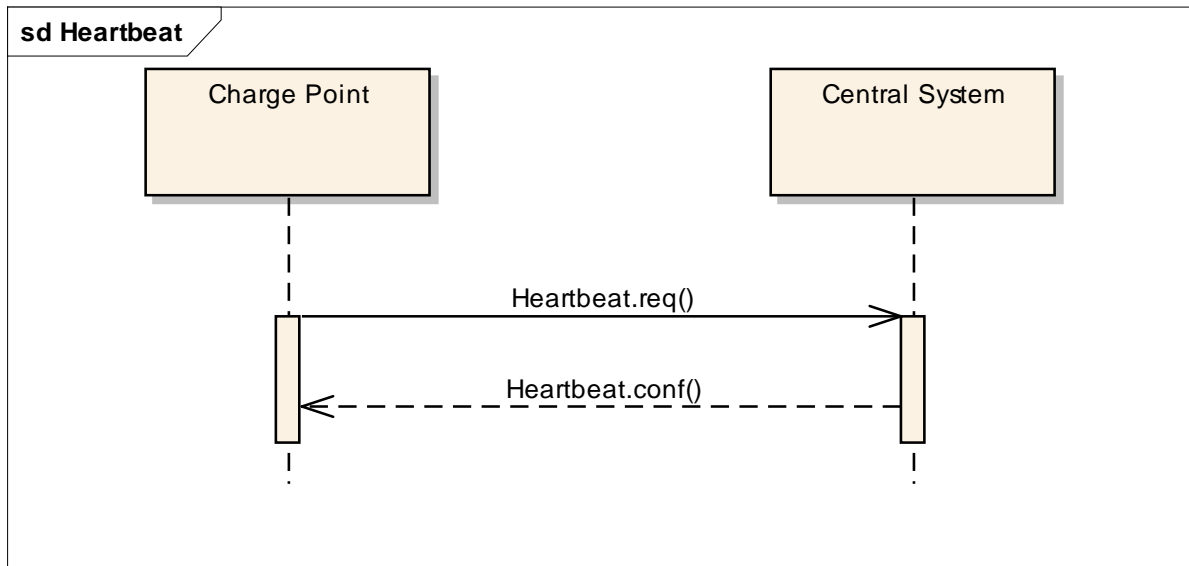 sd Heartbeat
Charge Point
Central System
Heartbeat.req()
Heartbeat.conf()